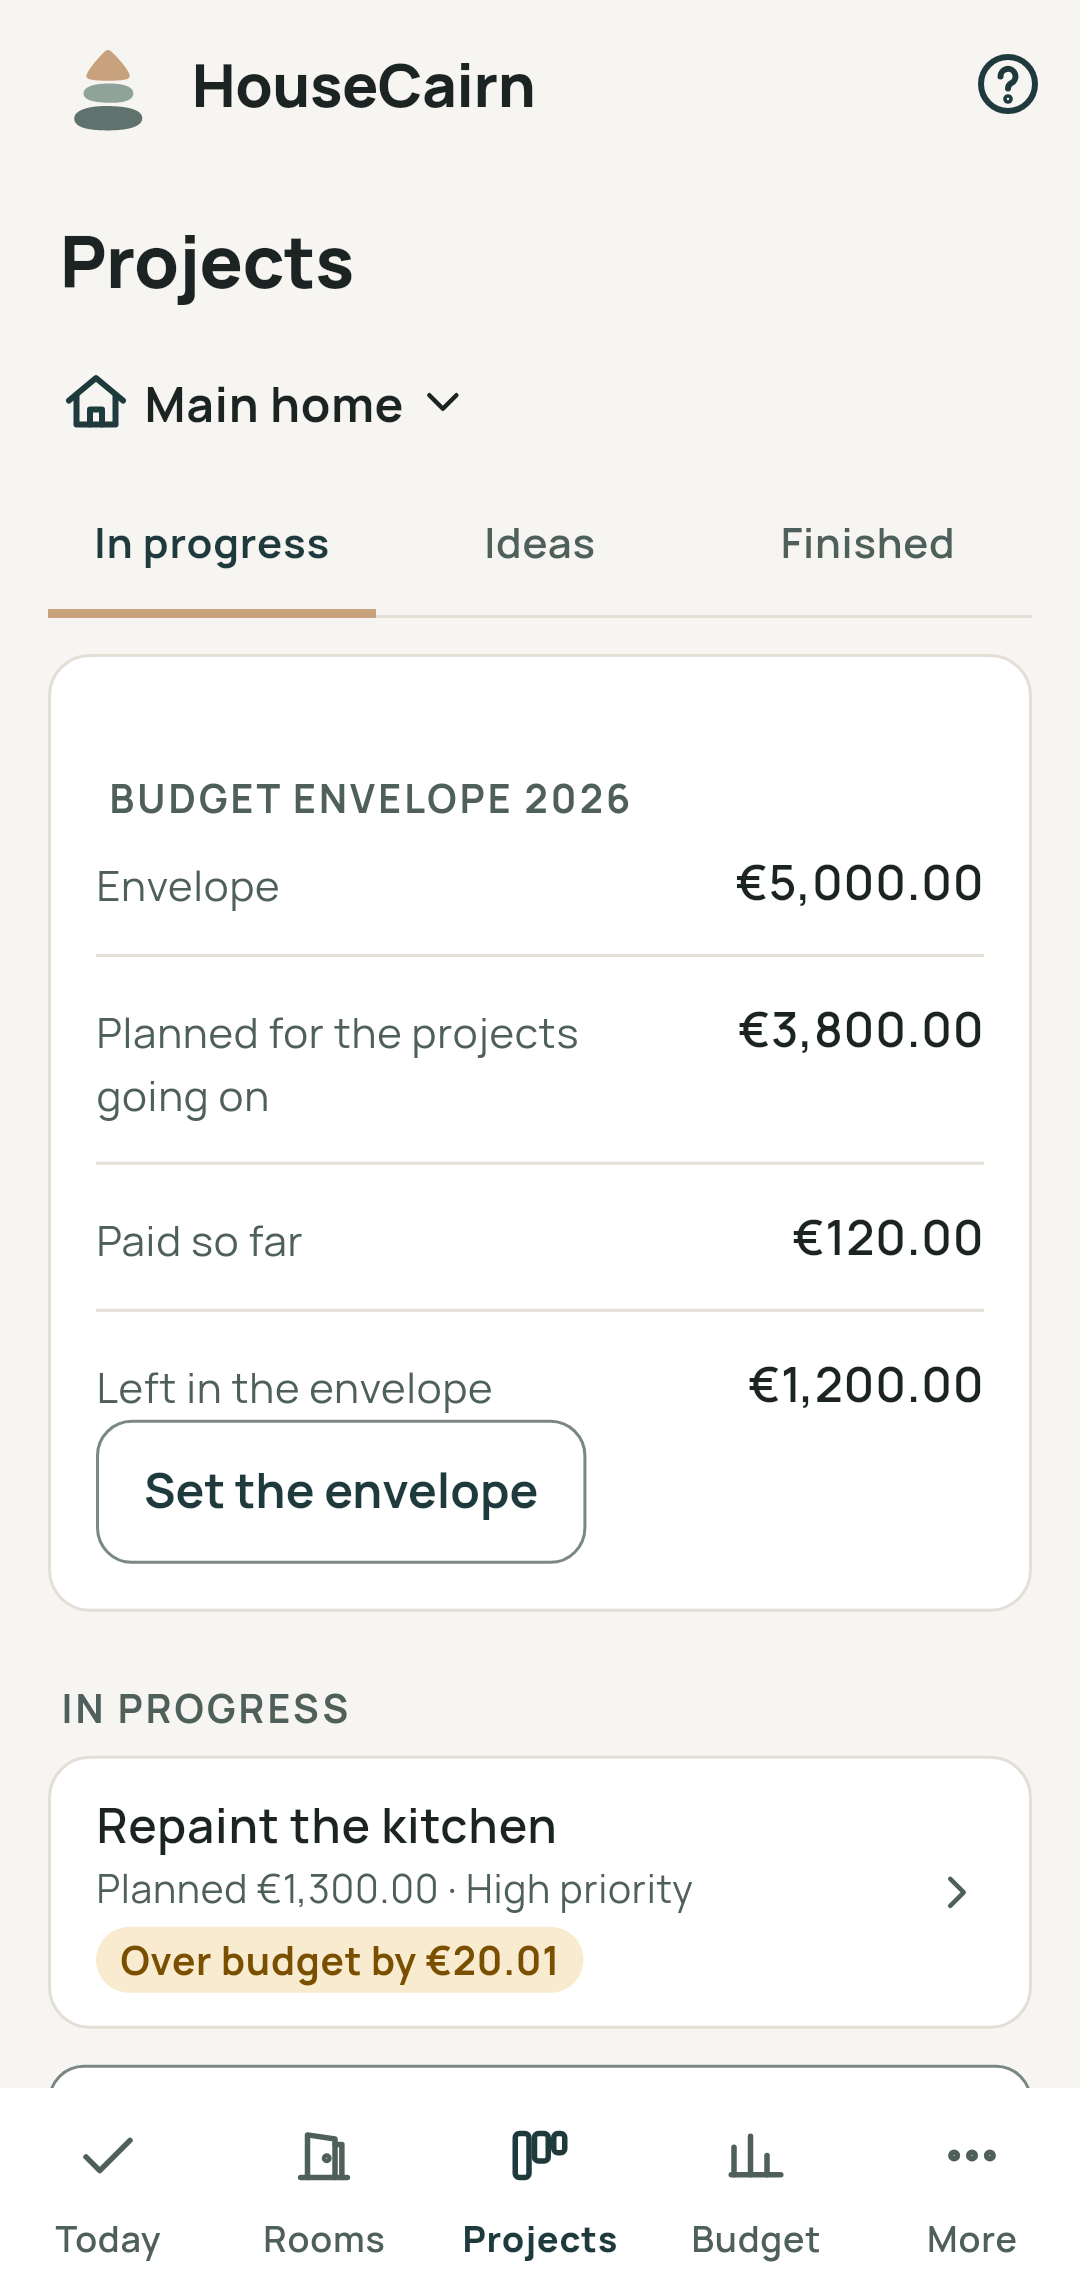 HouseCairn
Projects
Main home
In progress
Ideas
Finished
BUDGET ENVELOPE 2026
Envelope
€5,000.00
Planned for the projects
going on
€3,800.00
Paid so far
€120.00
Left in the envelope
€1,200.00
Set the envelope
IN PROGRESS
Repaint the kitchen
Planned €1,300.00 · High priority
Over budget by €20.01
Today
Rooms
Projects
Budget
More